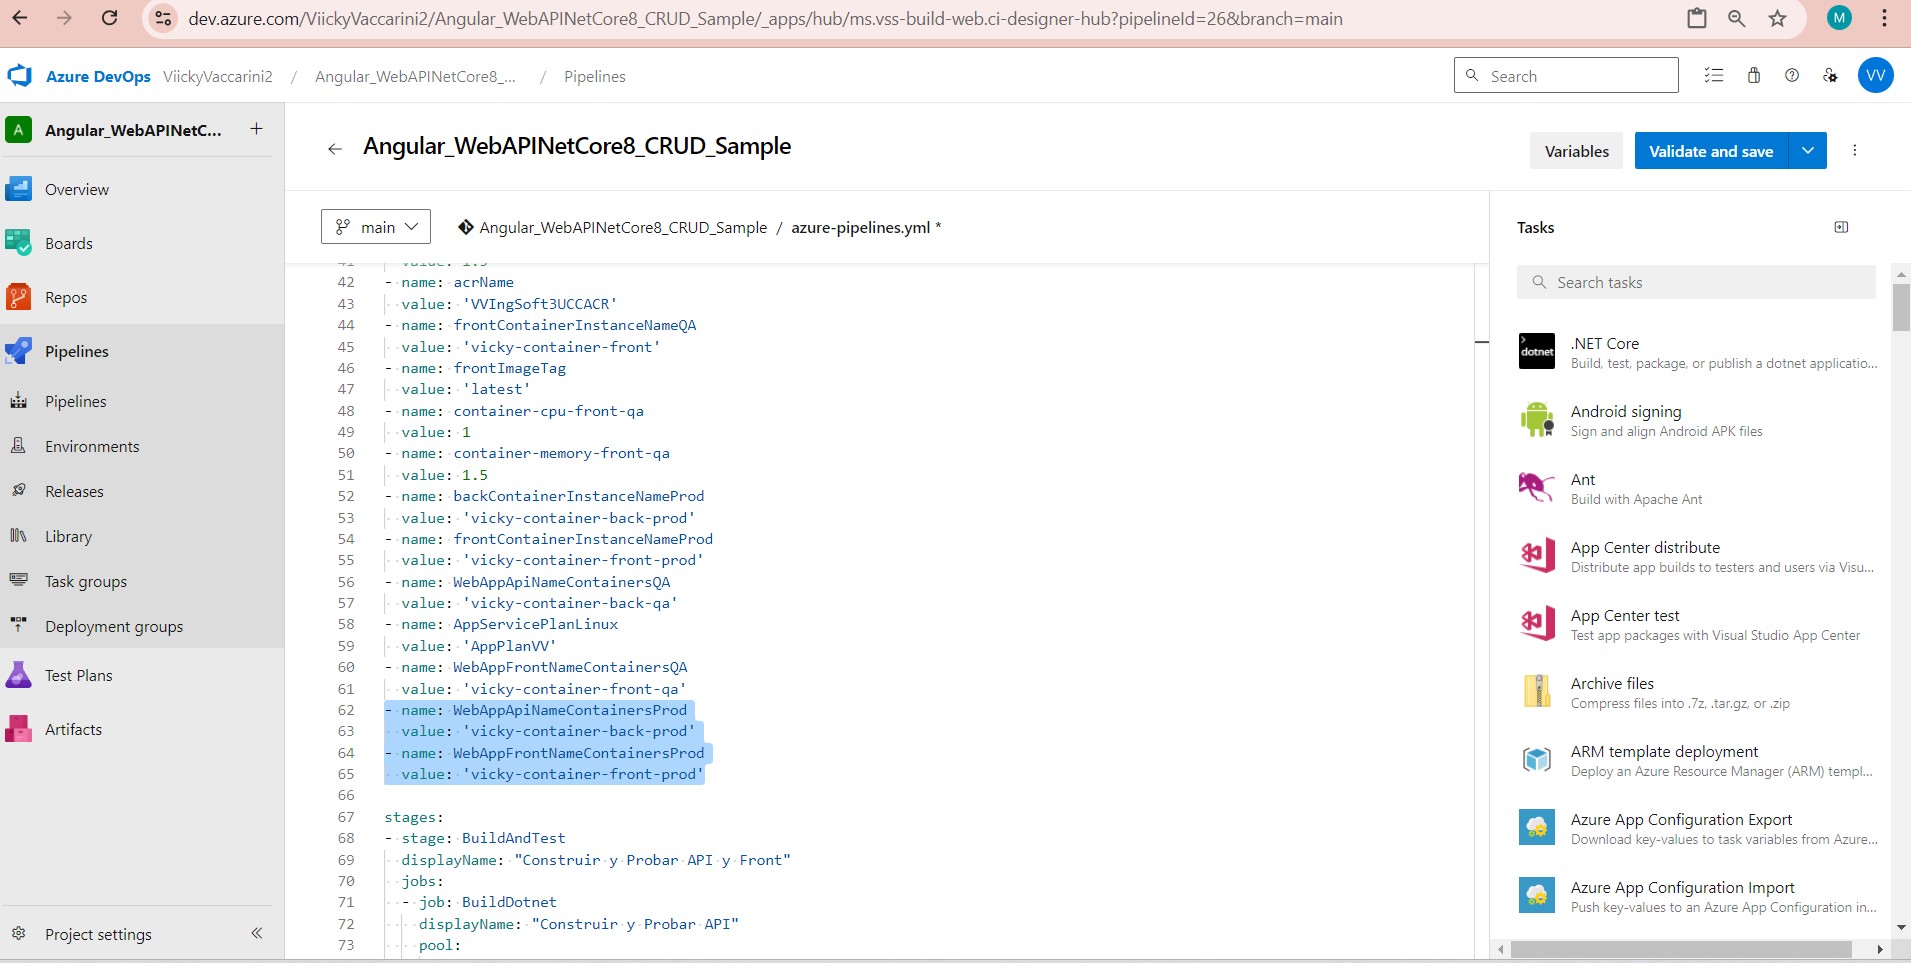 dev.azure.com/ViickyVaccarini2/Angular_WebAPINetCore8_CRUD_Sample/_apps/hub/ms.vss-build-web.ci-designer-hub?pipelineId=26&branch=main
M
Azure DevOps ViickyVaccarini2 / Angular_WebAPINetCore8_... / Pipelines
Search
VV
A Angular_WebAPINetC... +
Overview
Boards
Repos
Pipelines
Pipelines
Environments
Releases
Library
Task groups
Deployment groups
Test Plans
Artifacts
Project settings
Angular_WebAPINetCore8_CRUD_Sample
Variables
Validate and save
main
Angular_WebAPINetCore8_CRUD_Sample / azure-pipelines.yml *
42 - name: acrName
43 value: 'VVIngSoft3UCCACR'
44 - name: frontContainerInstanceNameQA
45 value: 'vicky-container-front'
46 - name: frontImageTag
47 value: 'latest'
48 - name: container-cpu-front-qa
49 value: 1
50 - name: container-memory-front-qa
51 value: 1.5
52 - name: backContainerInstanceNameProd
53 value: 'vicky-container-back-prod'
54 - name: frontContainerInstanceNameProd
55 value: 'vicky-container-front-prod'
56 - name: WebAppApiNameContainersQA
57 value: 'vicky-container-back-qa'
58 - name: AppServicePlanLinux
59 value: 'AppPlanVV'
60 - name: WebAppFrontNameContainersQA
61 value: 'vicky-container-front-qa'
62 - name: WebAppApiNameContainersProd
63 value: 'vicky-container-back-prod'
64 - name: WebAppFrontNameContainersProd
65 value: 'vicky-container-front-prod'
66
67 stages:
68 - stage: BuildAndTest
69 displayName: "Construir y Probar API y Front"
70 jobs:
71 - job: BuildDotnet
72 displayName: "Construir y Probar API"
73 pool:
Tasks
Search tasks
dotnet
.NET Core
Build, test, package, or publish a dotnet applicatio...
Android signing
Sign and align Android APK files
Ant
Build with Apache Ant
App Center distribute
Distribute app builds to testers and users via Visu...
App Center test
Test app packages with Visual Studio App Center
Archive files
Compress files into .7z, .tar.gz, or .zip
ARM template deployment
Deploy an Azure Resource Manager (ARM) templ...
Azure App Configuration Export
Download key-values to task variables from Azure...
Azure App Configuration Import
Push key-values to an Azure App Configuration in...